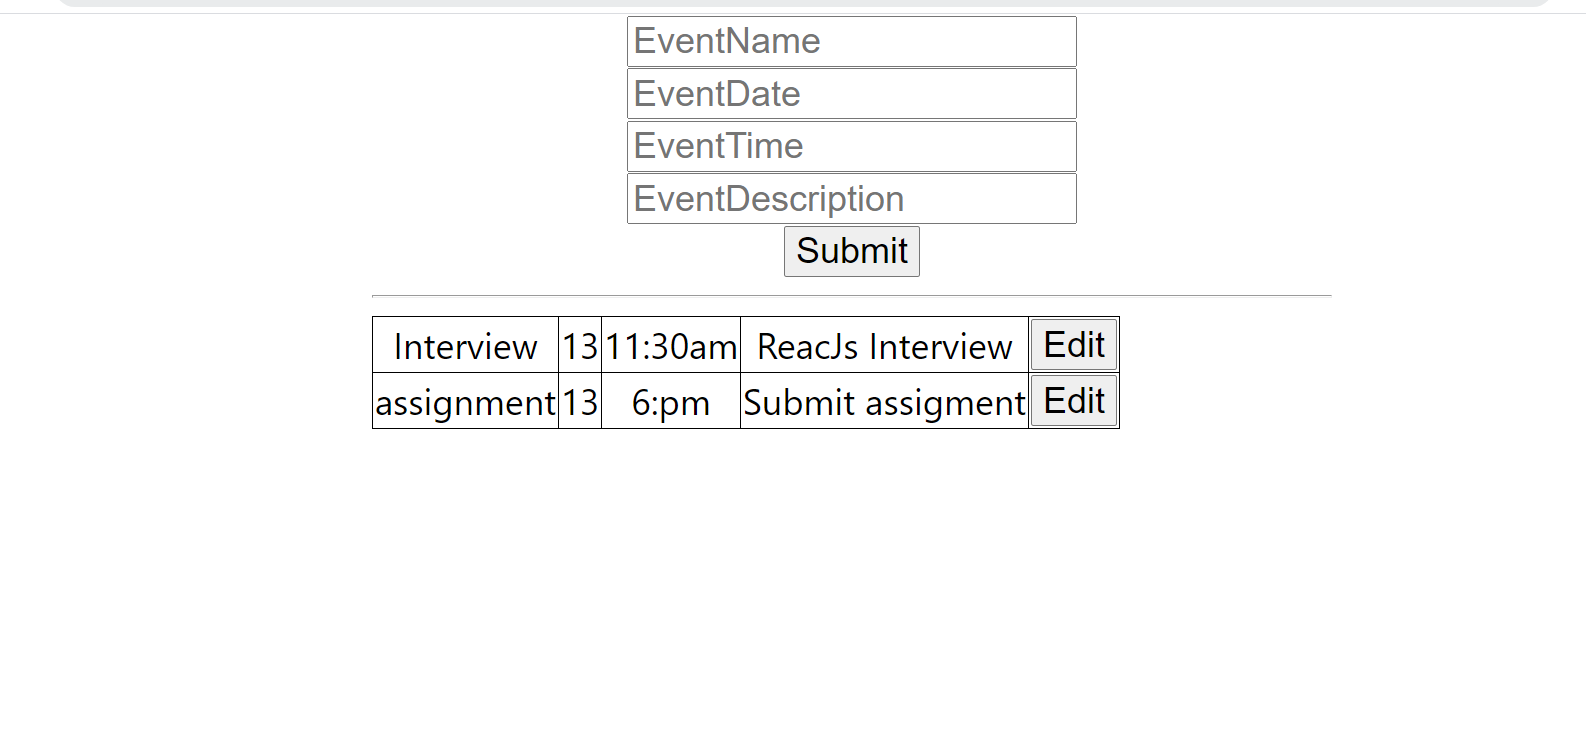 EventName
EventDate
EventTime
EventDescription
Submit
Interview 13 11:30am ReacJs Interview Edit
assignment 13 6:pm Submit assigment Edit